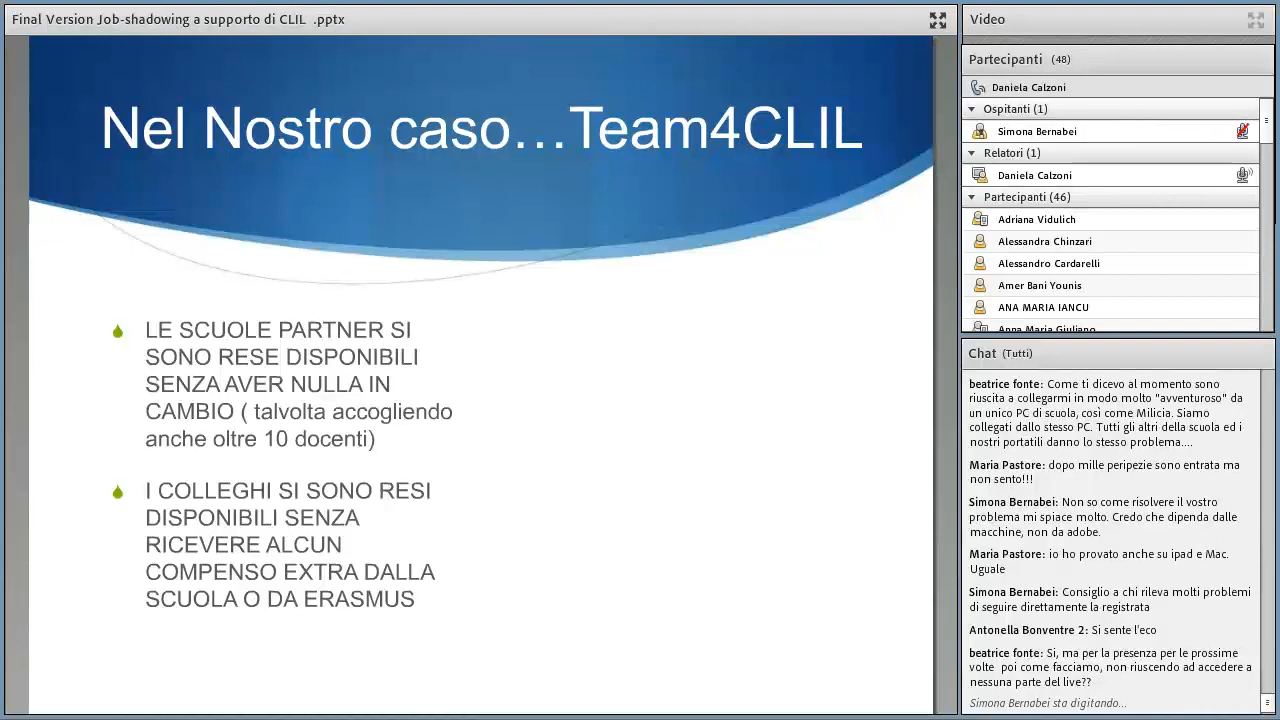 Final Version Job-shadowing a supporto di CLIL .pptx
Nel Nostro caso…Team4CLIL
LE SCUOLE PARTNER SI
SONO RESE DISPONIBILI
SENZA AVER NULLA IN
CAMBIO ( talvolta accogliendo
anche oltre 10 docenti)
I COLLEGHI SI SONO RESI
DISPONIBILI SENZA
RICEVERE ALCUN
COMPENSO EXTRA DALLA
SCUOLA O DA ERASMUS
Video
Partecipanti (48)
Daniela Calzoni
Ospitanti (1)
Simona Bernabei
Relatori (1)
Daniela Calzoni
Partecipanti (46)
Adriana Vidulich
Alessandra Chinzari
Alessandro Cardarelli
Amer Bani Younis
ANA MARIA IANCU
Anna Maria Giuliano
Chat (Tutti)
beatrice fonte: Come ti dicevo al momento sono
riuscita a collegarmi in modo molto "avventuroso" da
un unico PC di scuola, così come Milicia. Siamo
collegati dallo stesso PC. Tutti gli altri della scuola ed i
nostri portatili danno lo stesso problema....
Maria Pastore: dopo mille peripezie sono entrata ma
non sento!!!
Simona Bernabei: Non so come risolvere il vostro
problema mi spiace molto. Credo che dipenda dalle
macchine, non da adobe.
Maria Pastore: io ho provato anche su ipad e Mac.
Uguale
Simona Bernabei: Consiglio a chi rileva molti problemi
di seguire direttamente la registrata
Antonella Bonventre 2: Si sente l'eco
beatrice fonte: Si, ma per la presenza per le prossime
volte poi come facciamo, non riuscendo ad accedere a
nessuna parte del live??
Simona Bernabei sta digitando...